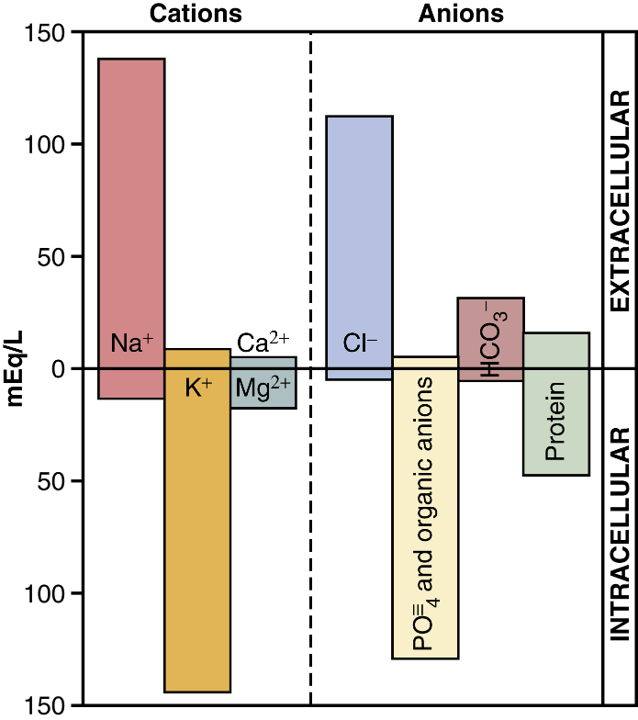 Cations
Anions
150
100
50
0
50
100
150
mEq/L
Na⁺
K⁺
Ca²⁺
Mg²⁺
Cl⁻
PO₄≡ and organic anions
HCO₃⁻
Protein
EXTRACELLULAR
INTRACELLULAR